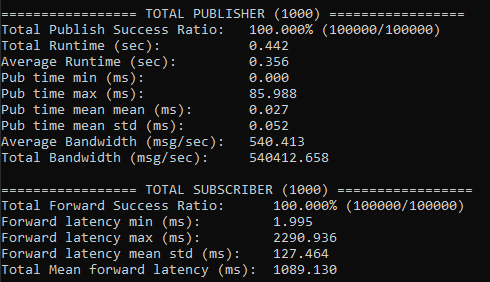 ================= TOTAL PUBLISHER (1000) =================
Total Publish Success Ratio:   100.000% (100000/100000)
Total Runtime (sec):           0.442
Average Runtime (sec):         0.356
Pub time min (ms):             0.000
Pub time max (ms):             85.988
Pub time mean mean (ms):       0.027
Pub time mean std (ms):        0.052
Average Bandwidth (msg/sec):   540.413
Total Bandwidth (msg/sec):     540412.658
================= TOTAL SUBSCRIBER (1000) =================
Total Forward Success Ratio:      100.000% (100000/100000)
Forward latency min (ms):         1.995
Forward latency max (ms):         2290.936
Forward latency mean std (ms):    127.464
Total Mean forward latency (ms):  1089.130